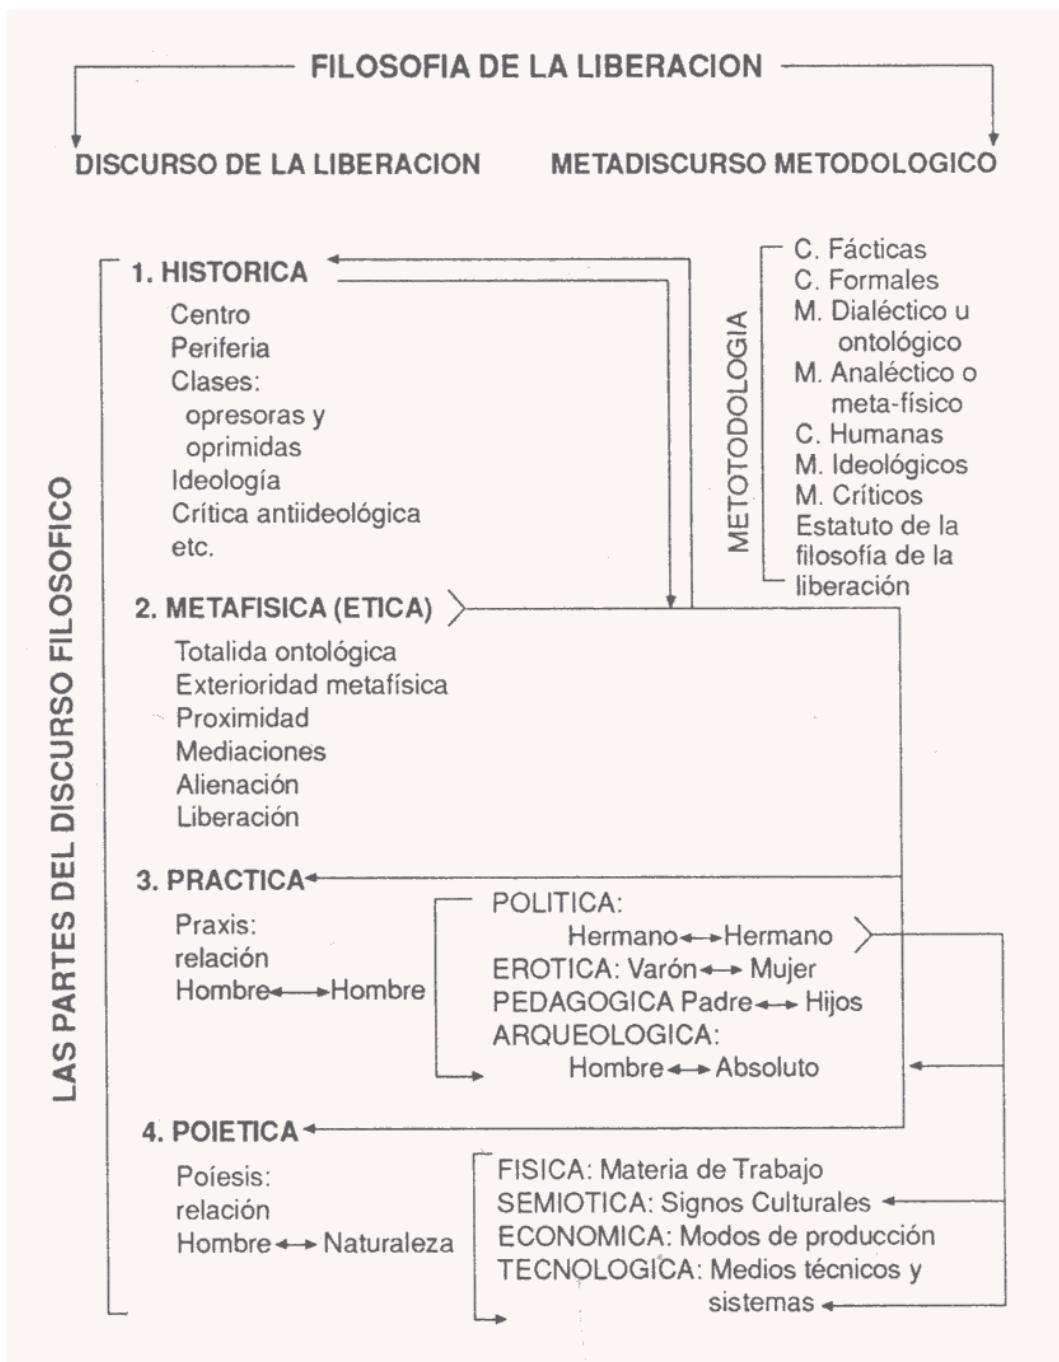 FILOSOFIA DE LA LIBERACION
DISCURSO DE LA LIBERACION
METADISCURSO METODOLOGICO
LAS PARTES DEL DISCURSO FILOSOFICO
1. HISTORICA
Centro
Periferia
Clases:
opresoras y
oprimidas
Ideología
Crítica antiideológica
etc.
METOTODOLOGIA
C. Fácticas
C. Formales
M. Dialéctico u
ontológico
M. Analéctico o
meta-físico
C. Humanas
M. Ideológicos
M. Críticos
Estatuto de la
filosofía de la
liberación
2. METAFISICA (ETICA)
Totalida ontológica
Exterioridad metafísica
Proximidad
Mediaciones
Alienación
Liberación
3. PRACTICA
Praxis:
relación
Hombre↔Hombre
POLITICA:
Hermano↔Hermano
EROTICA: Varón↔Mujer
PEDAGOGICA Padre↔Hijos
ARQUEOLOGICA:
Hombre↔Absoluto
4. POIETICA
Poíesis:
relación
Hombre↔Naturaleza
FISICA: Materia de Trabajo
SEMIOTICA: Signos Culturales
ECONOMICA: Modos de producción
TECNOLOGICA: Medios técnicos y
sistemas